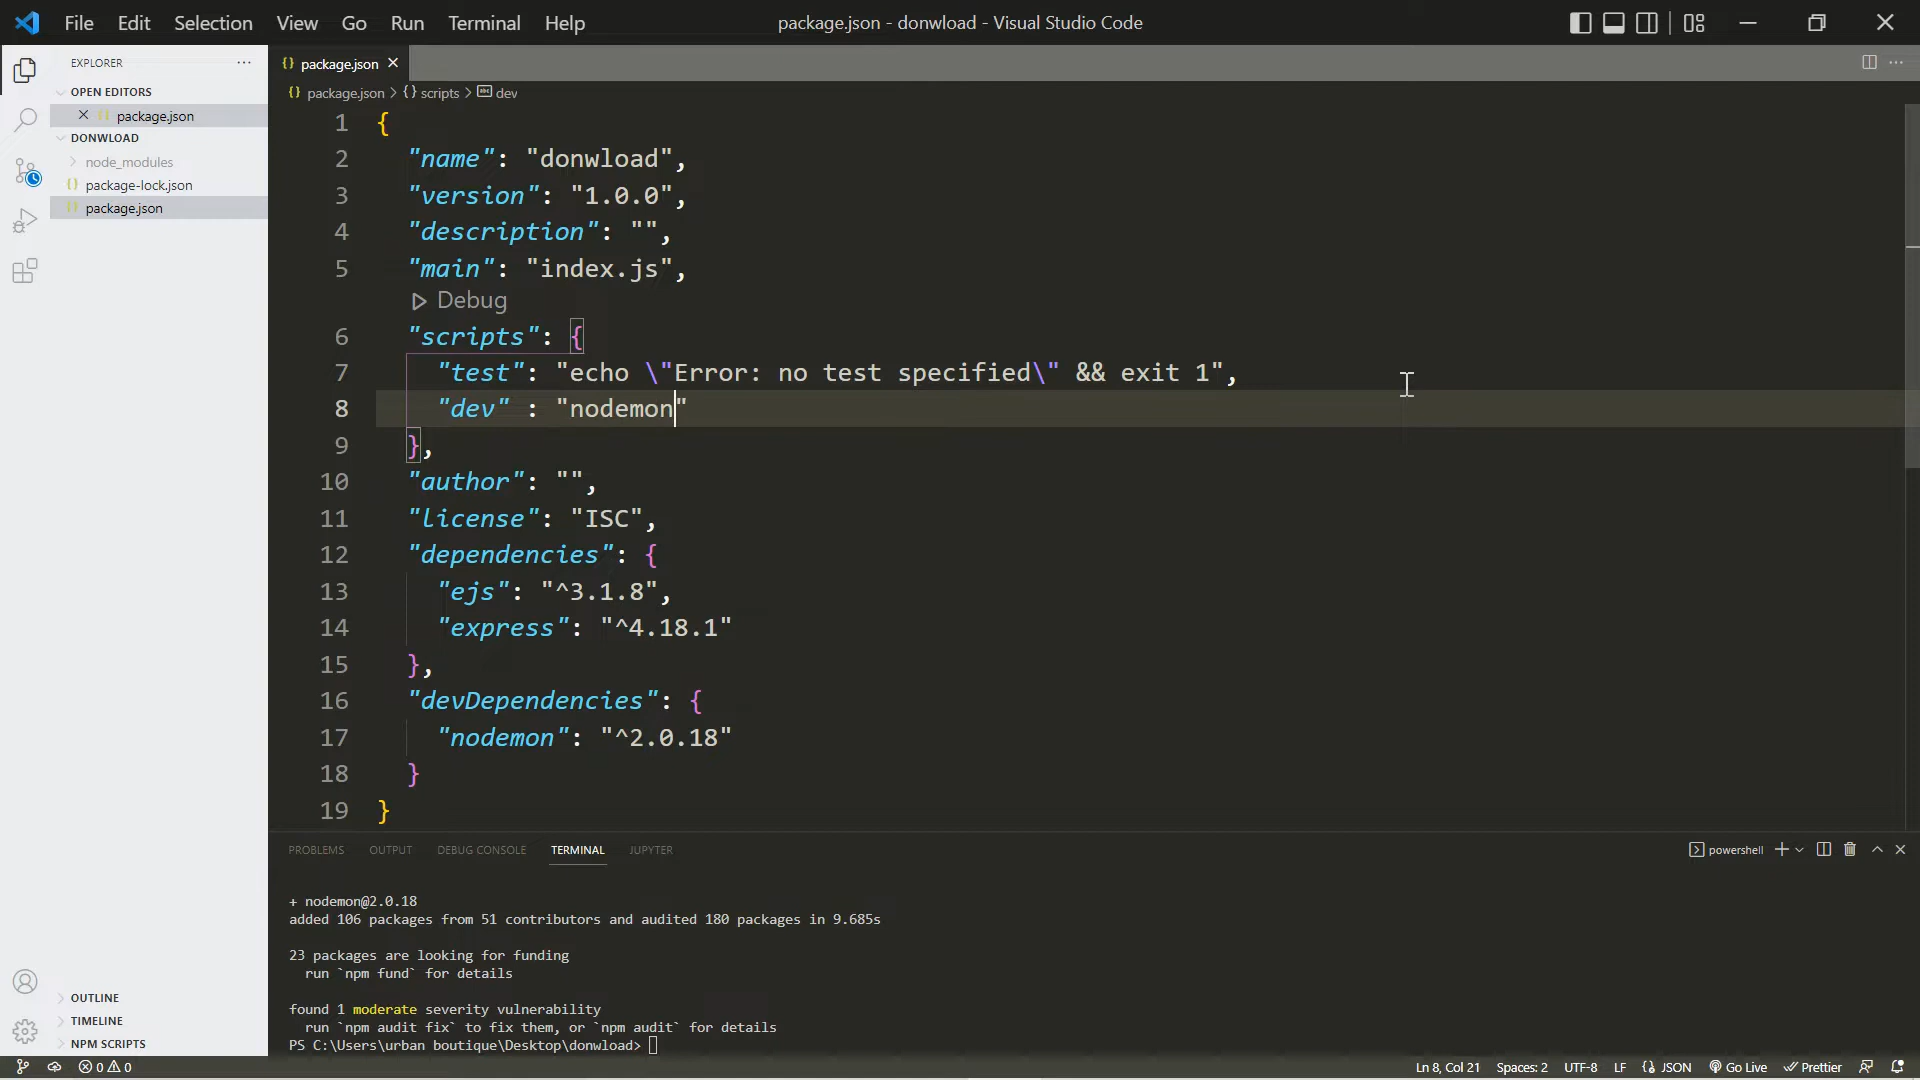 File Edit Selection View Go Run Terminal Help package.json - donwload - Visual Studio Code
EXPLORER
OPEN EDITORS
package.json
DONWLOAD
node_modules
package-lock.json
package.json
OUTLINE
TIMELINE
NPM SCRIPTS
package.json
package.json > {} scripts > dev
1 {
2 "name": "donwload",
3 "version": "1.0.0",
4 "description": "",
5 "main": "index.js",
Debug
6 "scripts": {
7 "test": "echo \"Error: no test specified\" && exit 1",
8 "dev" : "nodemon"
9 },
10 "author": "",
11 "license": "ISC",
12 "dependencies": {
13 "ejs": "^3.1.8",
14 "express": "^4.18.1"
15 },
16 "devDependencies": {
17 "nodemon": "^2.0.18"
18 }
19 }
PROBLEMS OUTPUT DEBUG CONSOLE TERMINAL JUPYTER powershell
+ nodemon@2.0.18
added 106 packages from 51 contributors and audited 180 packages in 9.685s
23 packages are looking for funding
run `npm fund` for details
found 1 moderate severity vulnerability
run `npm audit fix` to fix them, or `npm audit` for details
PS C:\Users\urban boutique\Desktop\donwload>
0 0 Ln 8, Col 21 Spaces: 2 UTF-8 LF {} JSON Go Live Prettier